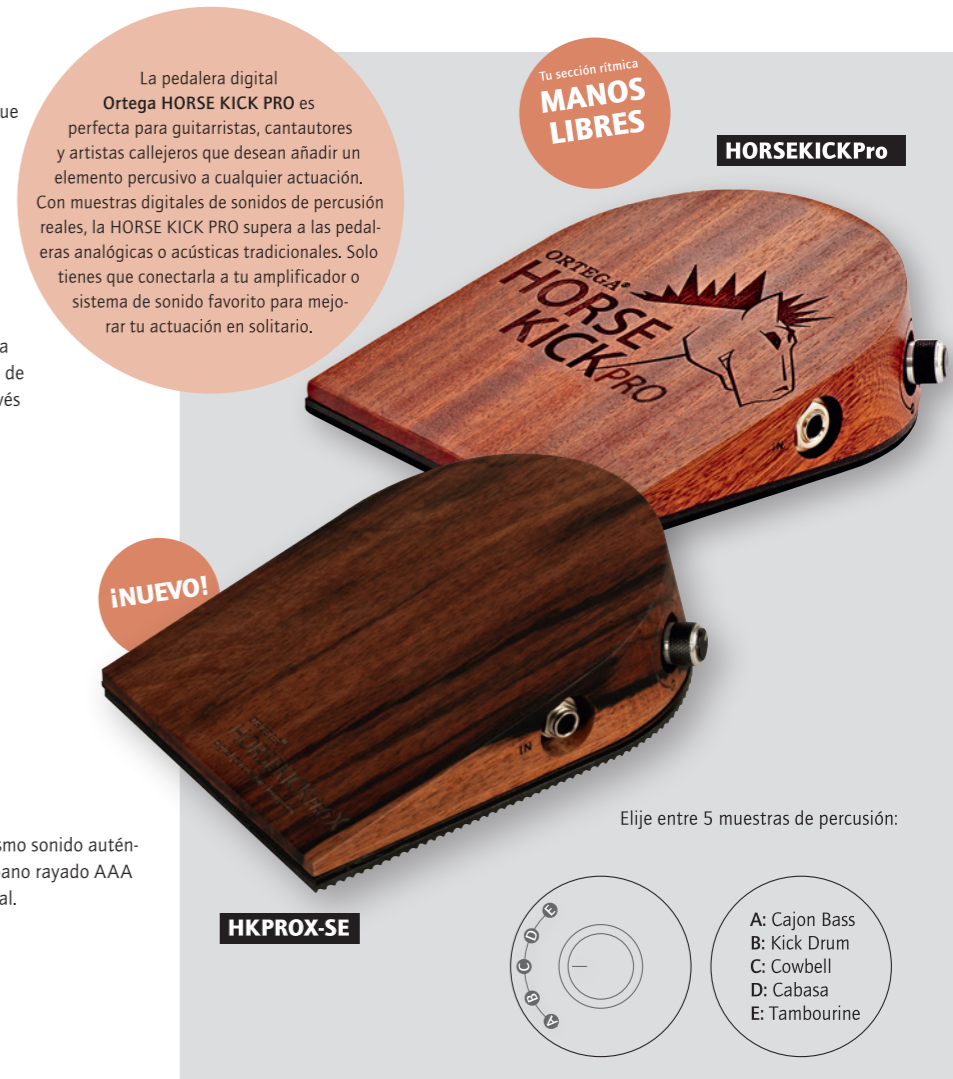 La pedalera digital
Ortega HORSE KICK PRO es
perfecta para guitarristas, cantautores
y artistas callejeros que desean añadir un
elemento percusivo a cualquier actuación.
Con muestras digitales de sonidos de percusión
reales, la HORSE KICK PRO supera a las pedal-
eras analógicas o acústicas tradicionales. Solo
tienes que conectarla a tu amplificador o
sistema de sonido favorito para mejo-
rar tu actuación en solitario.
Tu sección rítmica
MANOS
LIBRES
HORSEKICKPro
ORTEGA®
HORSE
KICK PRO
IN
¡NUEVO!
IN
de
smo sonido autén-
ano rayado AAA
al.
HKPROX-SE
Elije entre 5 muestras de percusión:
E
D
C
B
A
A: Cajon Bass
B: Kick Drum
C: Cowbell
D: Cabasa
E: Tambourine